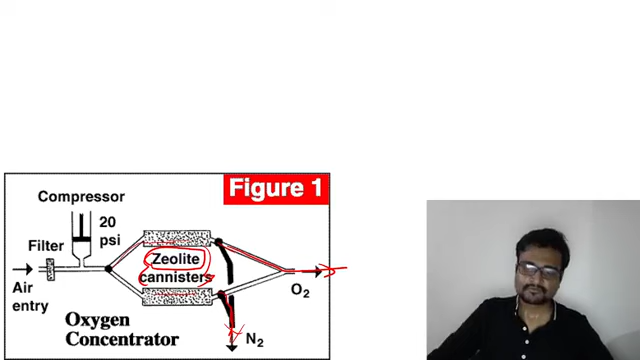 Figure 1
Compressor
20
psi
Filter
Zeolite
cannisters
Air
entry
O2
Oxygen
Concentrator
N2